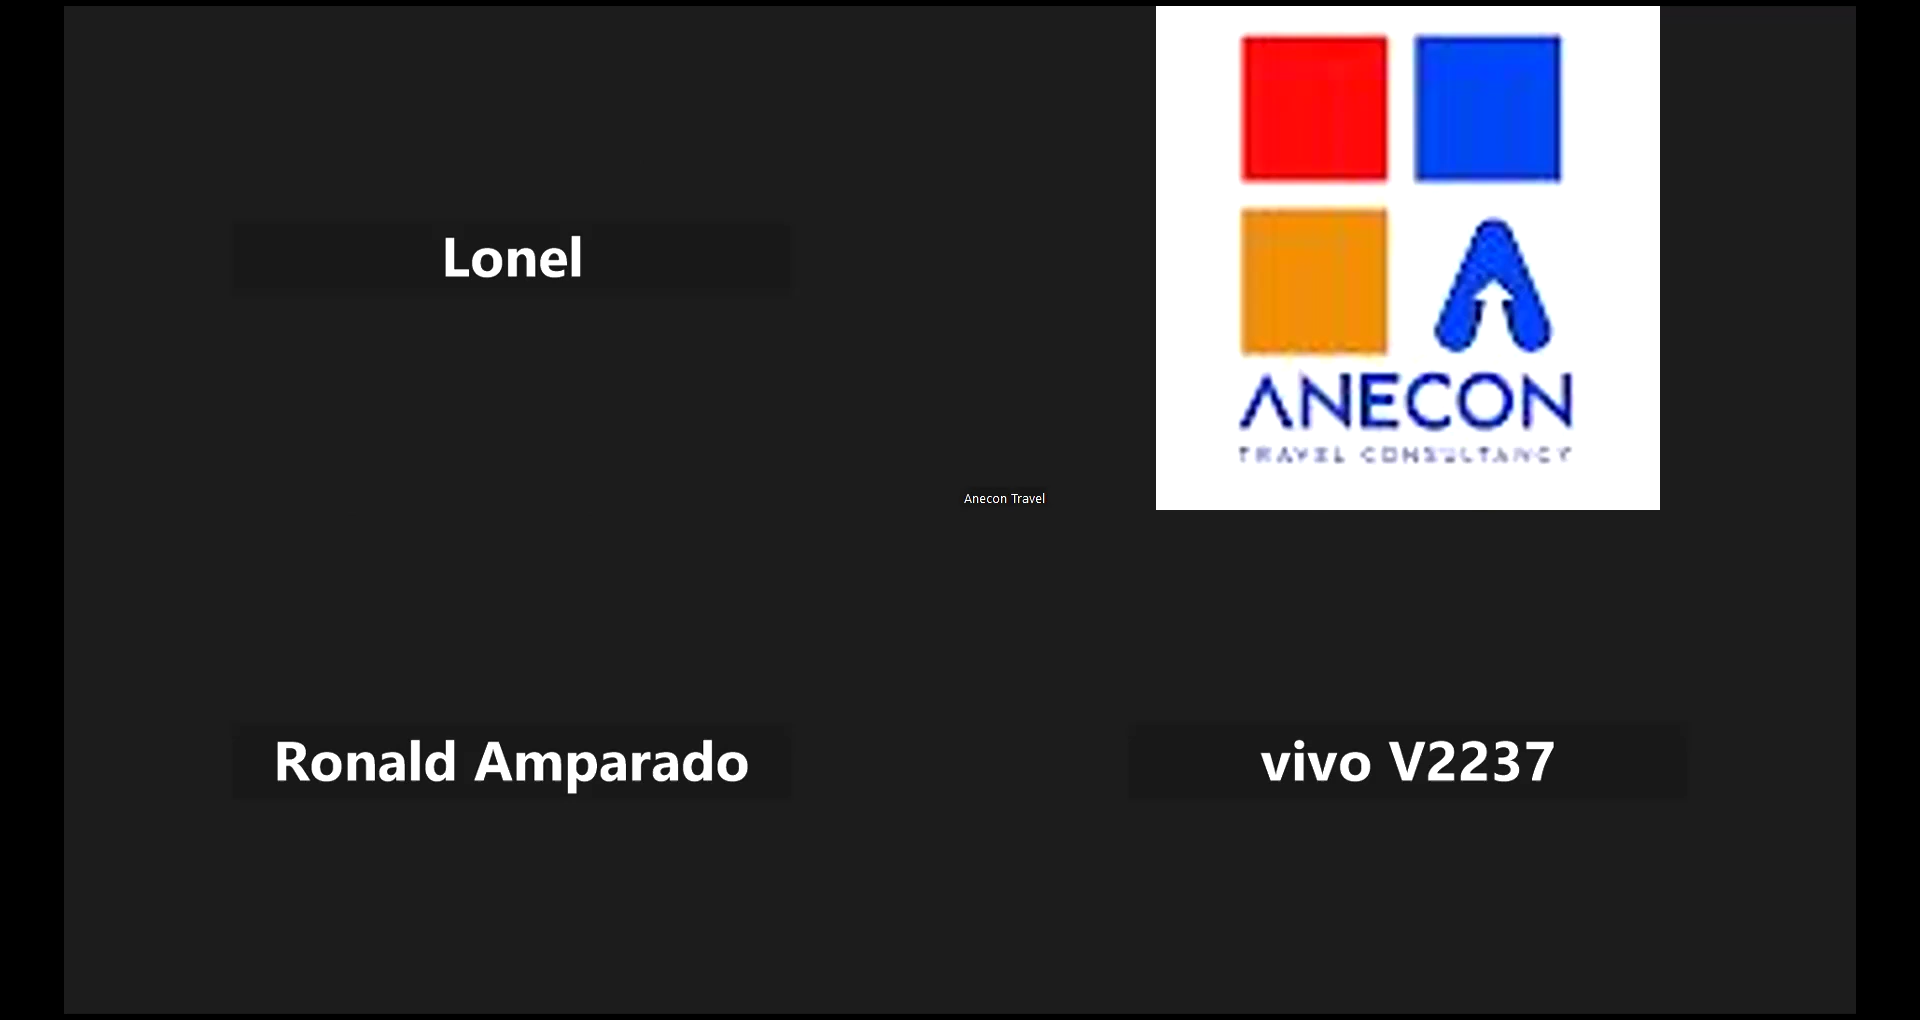 Lonel
ANECON
TRAVEL CONSULTANCY
Anecon Travel
Ronald Amparado
vivo V2237